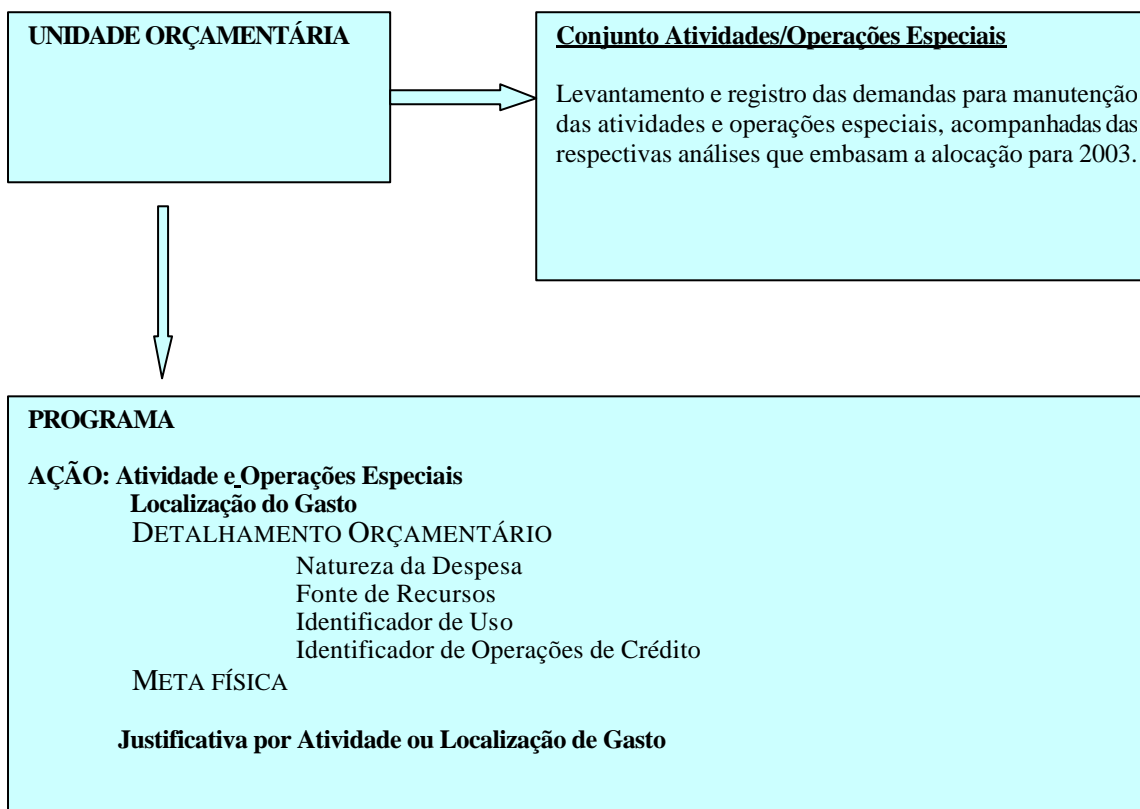 UNIDADE ORÇAMENTÁRIA
Conjunto Atividades/Operações Especiais
Levantamento e registro das demandas para manutenção
das atividades e operações especiais, acompanhadas das
respectivas análises que embasam a alocação para 2003.
PROGRAMA
AÇÃO: Atividade e Operações Especiais
Localização do Gasto
DETALHAMENTO ORÇAMENTÁRIO
Natureza da Despesa
Fonte de Recursos
Identificador de Uso
Identificador de Operações de Crédito
META FÍSICA
Justificativa por Atividade ou Localização de Gasto